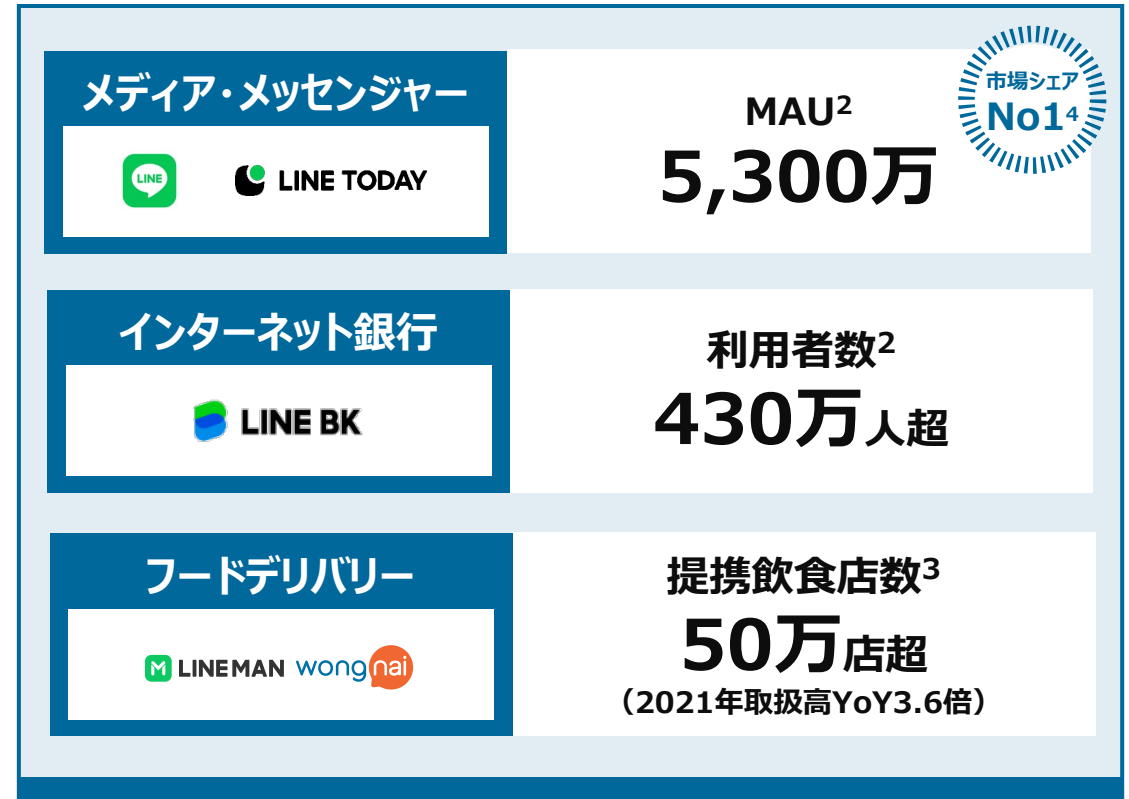 メディア・メッセンジャー
LINE
LINE TODAY
MAU2
5,300万
市場シェア
No14
インターネット銀行
LINE BK
利用者数2
430万人超
フードデリバリー
M LINE MAN wongnai
提携飲食店数3
50万店超
（2021年取扱高YoY3.6倍）